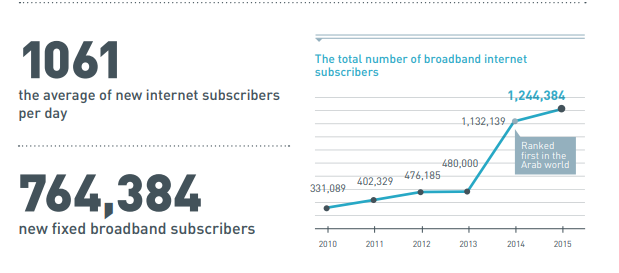 1061
the average of new internet subscribers
per day
764,384
new fixed broadband subscribers
The total number of broadband internet
subscribers
1,244,384
1,132,139
Ranked
first in the
Arab world
480,000
476,185
402,329
331,089
2010 2011 2012 2013 2014 2015